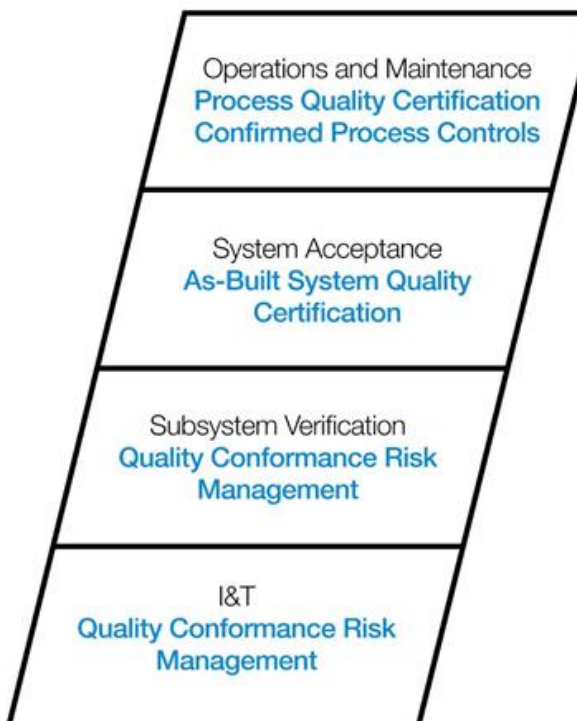 Operations and Maintenance
Process Quality Certification
Confirmed Process Controls
System Acceptance
As-Built System Quality
Certification
Subsystem Verification
Quality Conformance Risk
Management
I&T
Quality Conformance Risk
Management